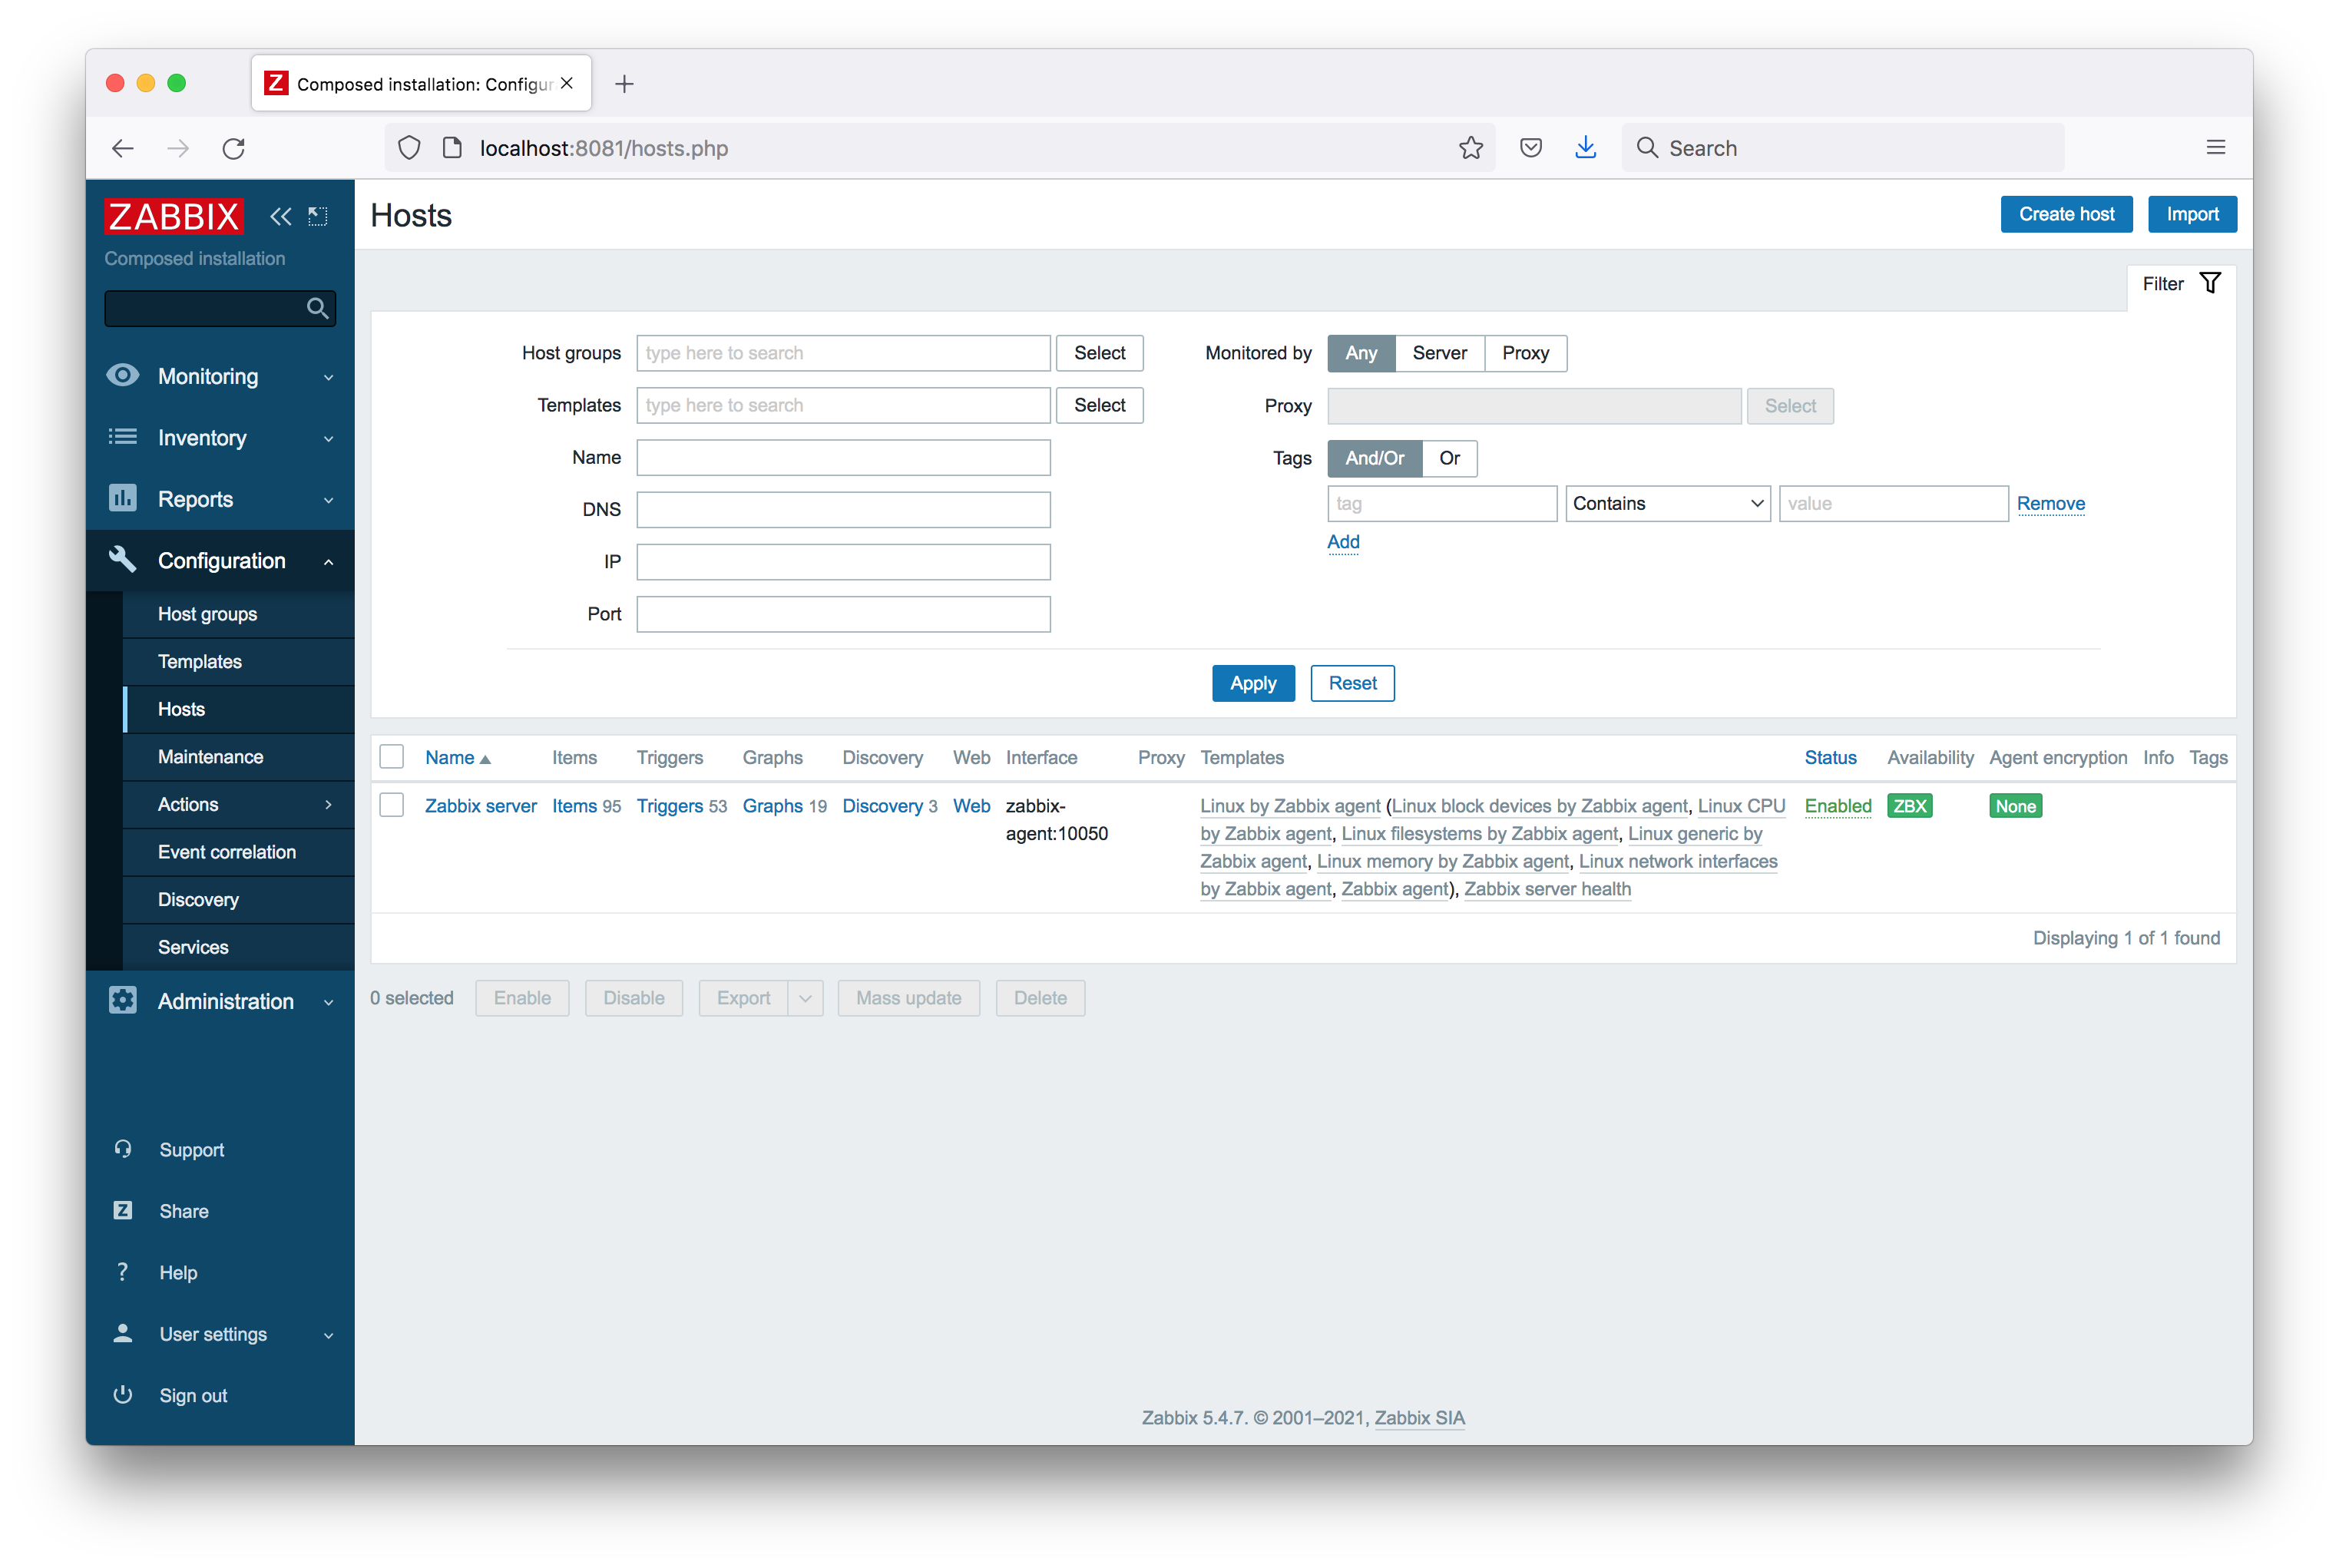 Z Composed installation: Configur
localhost:8081/hosts.php
Search
ZABBIX
Composed installation
Monitoring
Inventory
Reports
Configuration
Host groups
Templates
Hosts
Maintenance
Actions
Event correlation
Discovery
Services
Administration
Support
Z Share
? Help
User settings
Sign out
Hosts
Create host Import
Filter
Host groups type here to search Select
Templates type here to search Select
Name
DNS
IP
Port
Monitored by Any Server Proxy
Proxy Select
Tags And/Or Or
tag Contains value Remove
Add
Apply Reset
Name Items Triggers Graphs Discovery Web Interface Proxy Templates Status Availability Agent encryption Info Tags
Zabbix server Items 95 Triggers 53 Graphs 19 Discovery 3 Web zabbix- Linux by Zabbix agent (Linux block devices by Zabbix agent, Linux CPU Enabled ZBX None
agent:10050 by Zabbix agent, Linux filesystems by Zabbix agent, Linux generic by
Zabbix agent, Linux memory by Zabbix agent, Linux network interfaces
by Zabbix agent, Zabbix agent), Zabbix server health
Displaying 1 of 1 found
0 selected Enable Disable Export Mass update Delete
Zabbix 5.4.7. © 2001–2021, Zabbix SIA